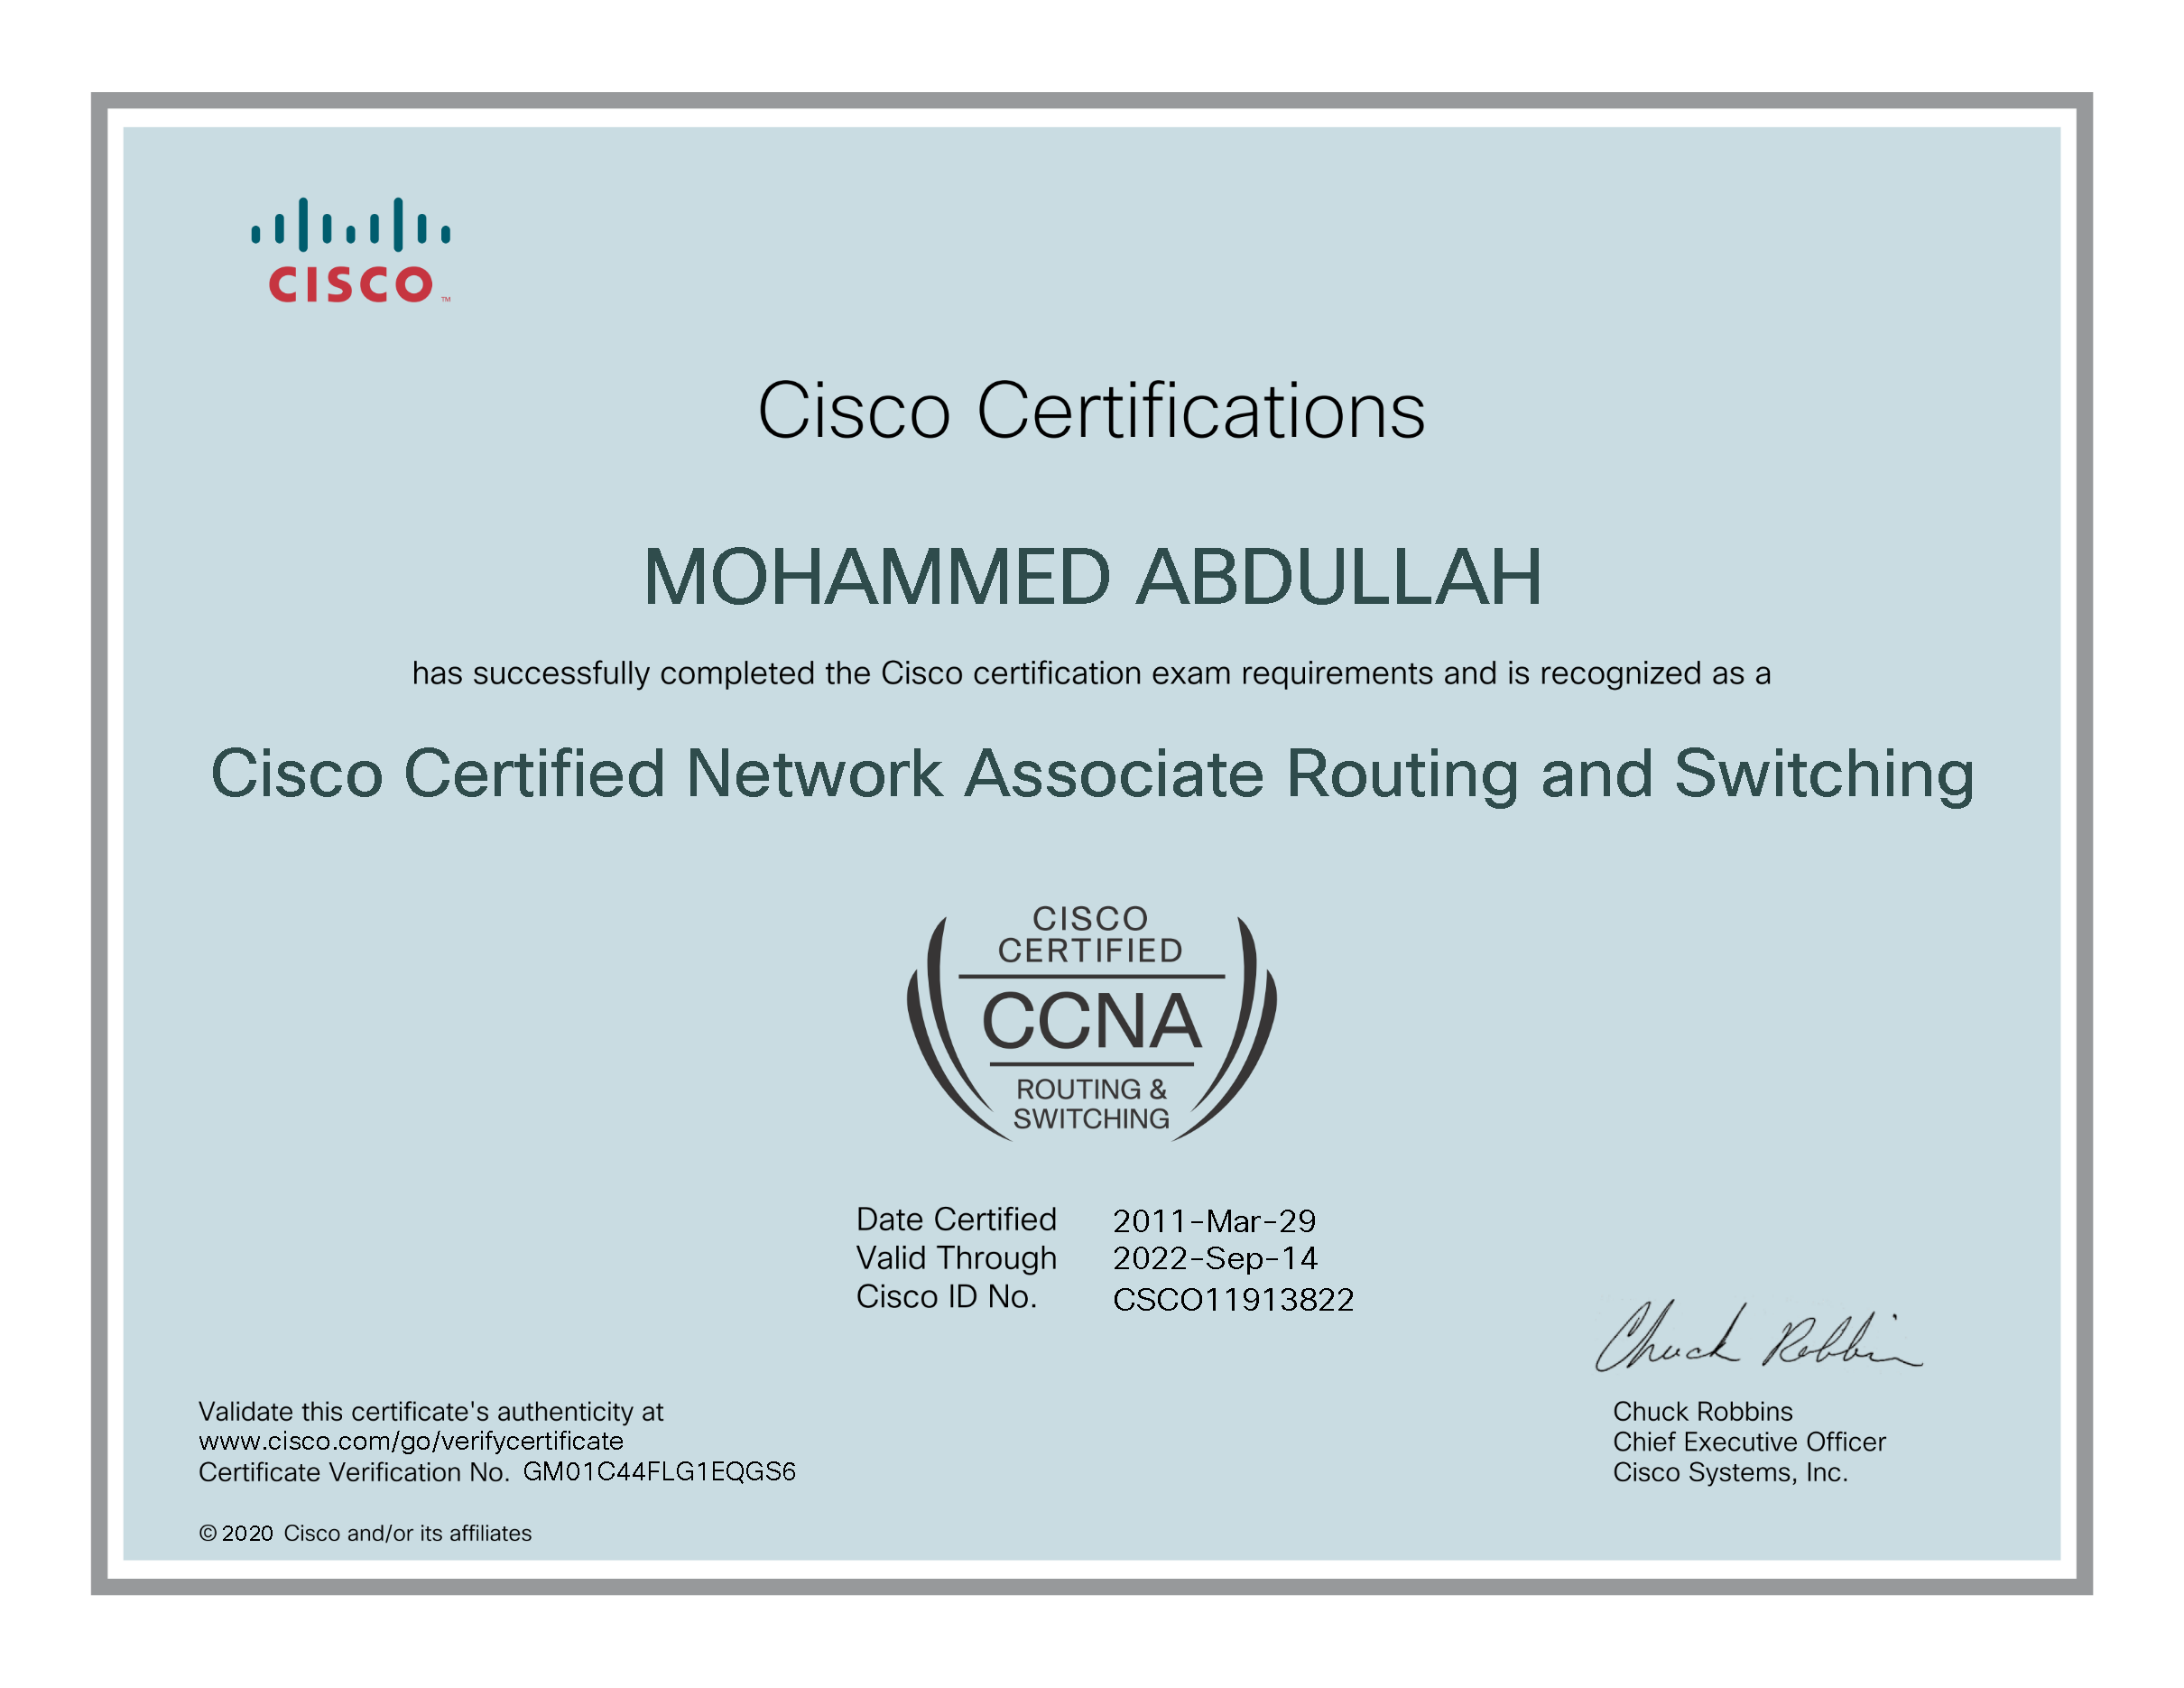 CISCO ™
Cisco Certifications
MOHAMMED ABDULLAH
has successfully completed the Cisco certification exam requirements and is recognized as a
Cisco Certified Network Associate Routing and Switching
CISCO
CERTIFIED
CCNA
ROUTING &
SWITCHING
Date Certified 2011-Mar-29
Valid Through 2022-Sep-14
Cisco ID No. CSCO11913822
Chuck Robbins
Validate this certificate's authenticity at
www.cisco.com/go/verifycertificate
Certificate Verification No. GM01C44FLG1EQGS6
Chuck Robbins
Chief Executive Officer
Cisco Systems, Inc.
© 2020 Cisco and/or its affiliates